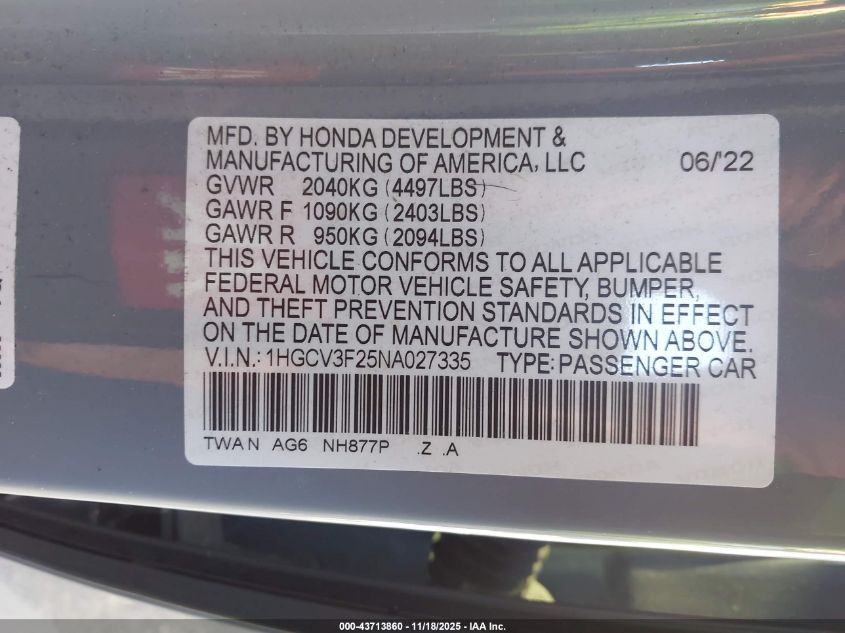 MFD. BY HONDA DEVELOPMENT &
MANUFACTURING OF AMERICA, LLC 06/'22
GVWR 2040KG (4497LBS)
GAWR F 1090KG (2403LBS)
GAWR R 950KG (2094LBS)
THIS VEHICLE CONFORMS TO ALL APPLICABLE
FEDERAL MOTOR VEHICLE SAFETY, BUMPER,
AND THEFT PREVENTION STANDARDS IN EFFECT
ON THE DATE OF MANUFACTURE SHOWN ABOVE.
V.I.N.: 1HGCV3F25NA027335 TYPE: PASSENGER CAR
TWAN AG6 NH877P .Z .A
000-43713860 - 11/18/2025 - IAA Inc.